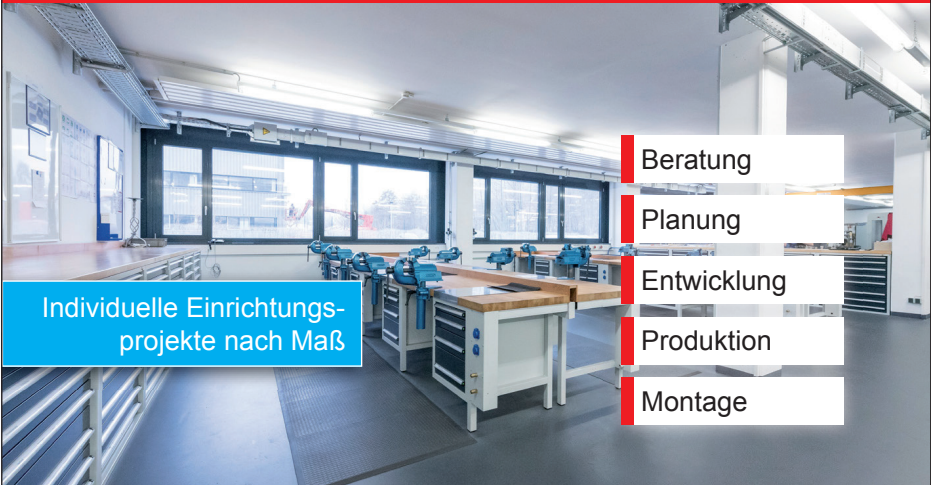 Individuelle Einrichtungs-
projekte nach Maß
Beratung
Planung
Entwicklung
Produktion
Montage